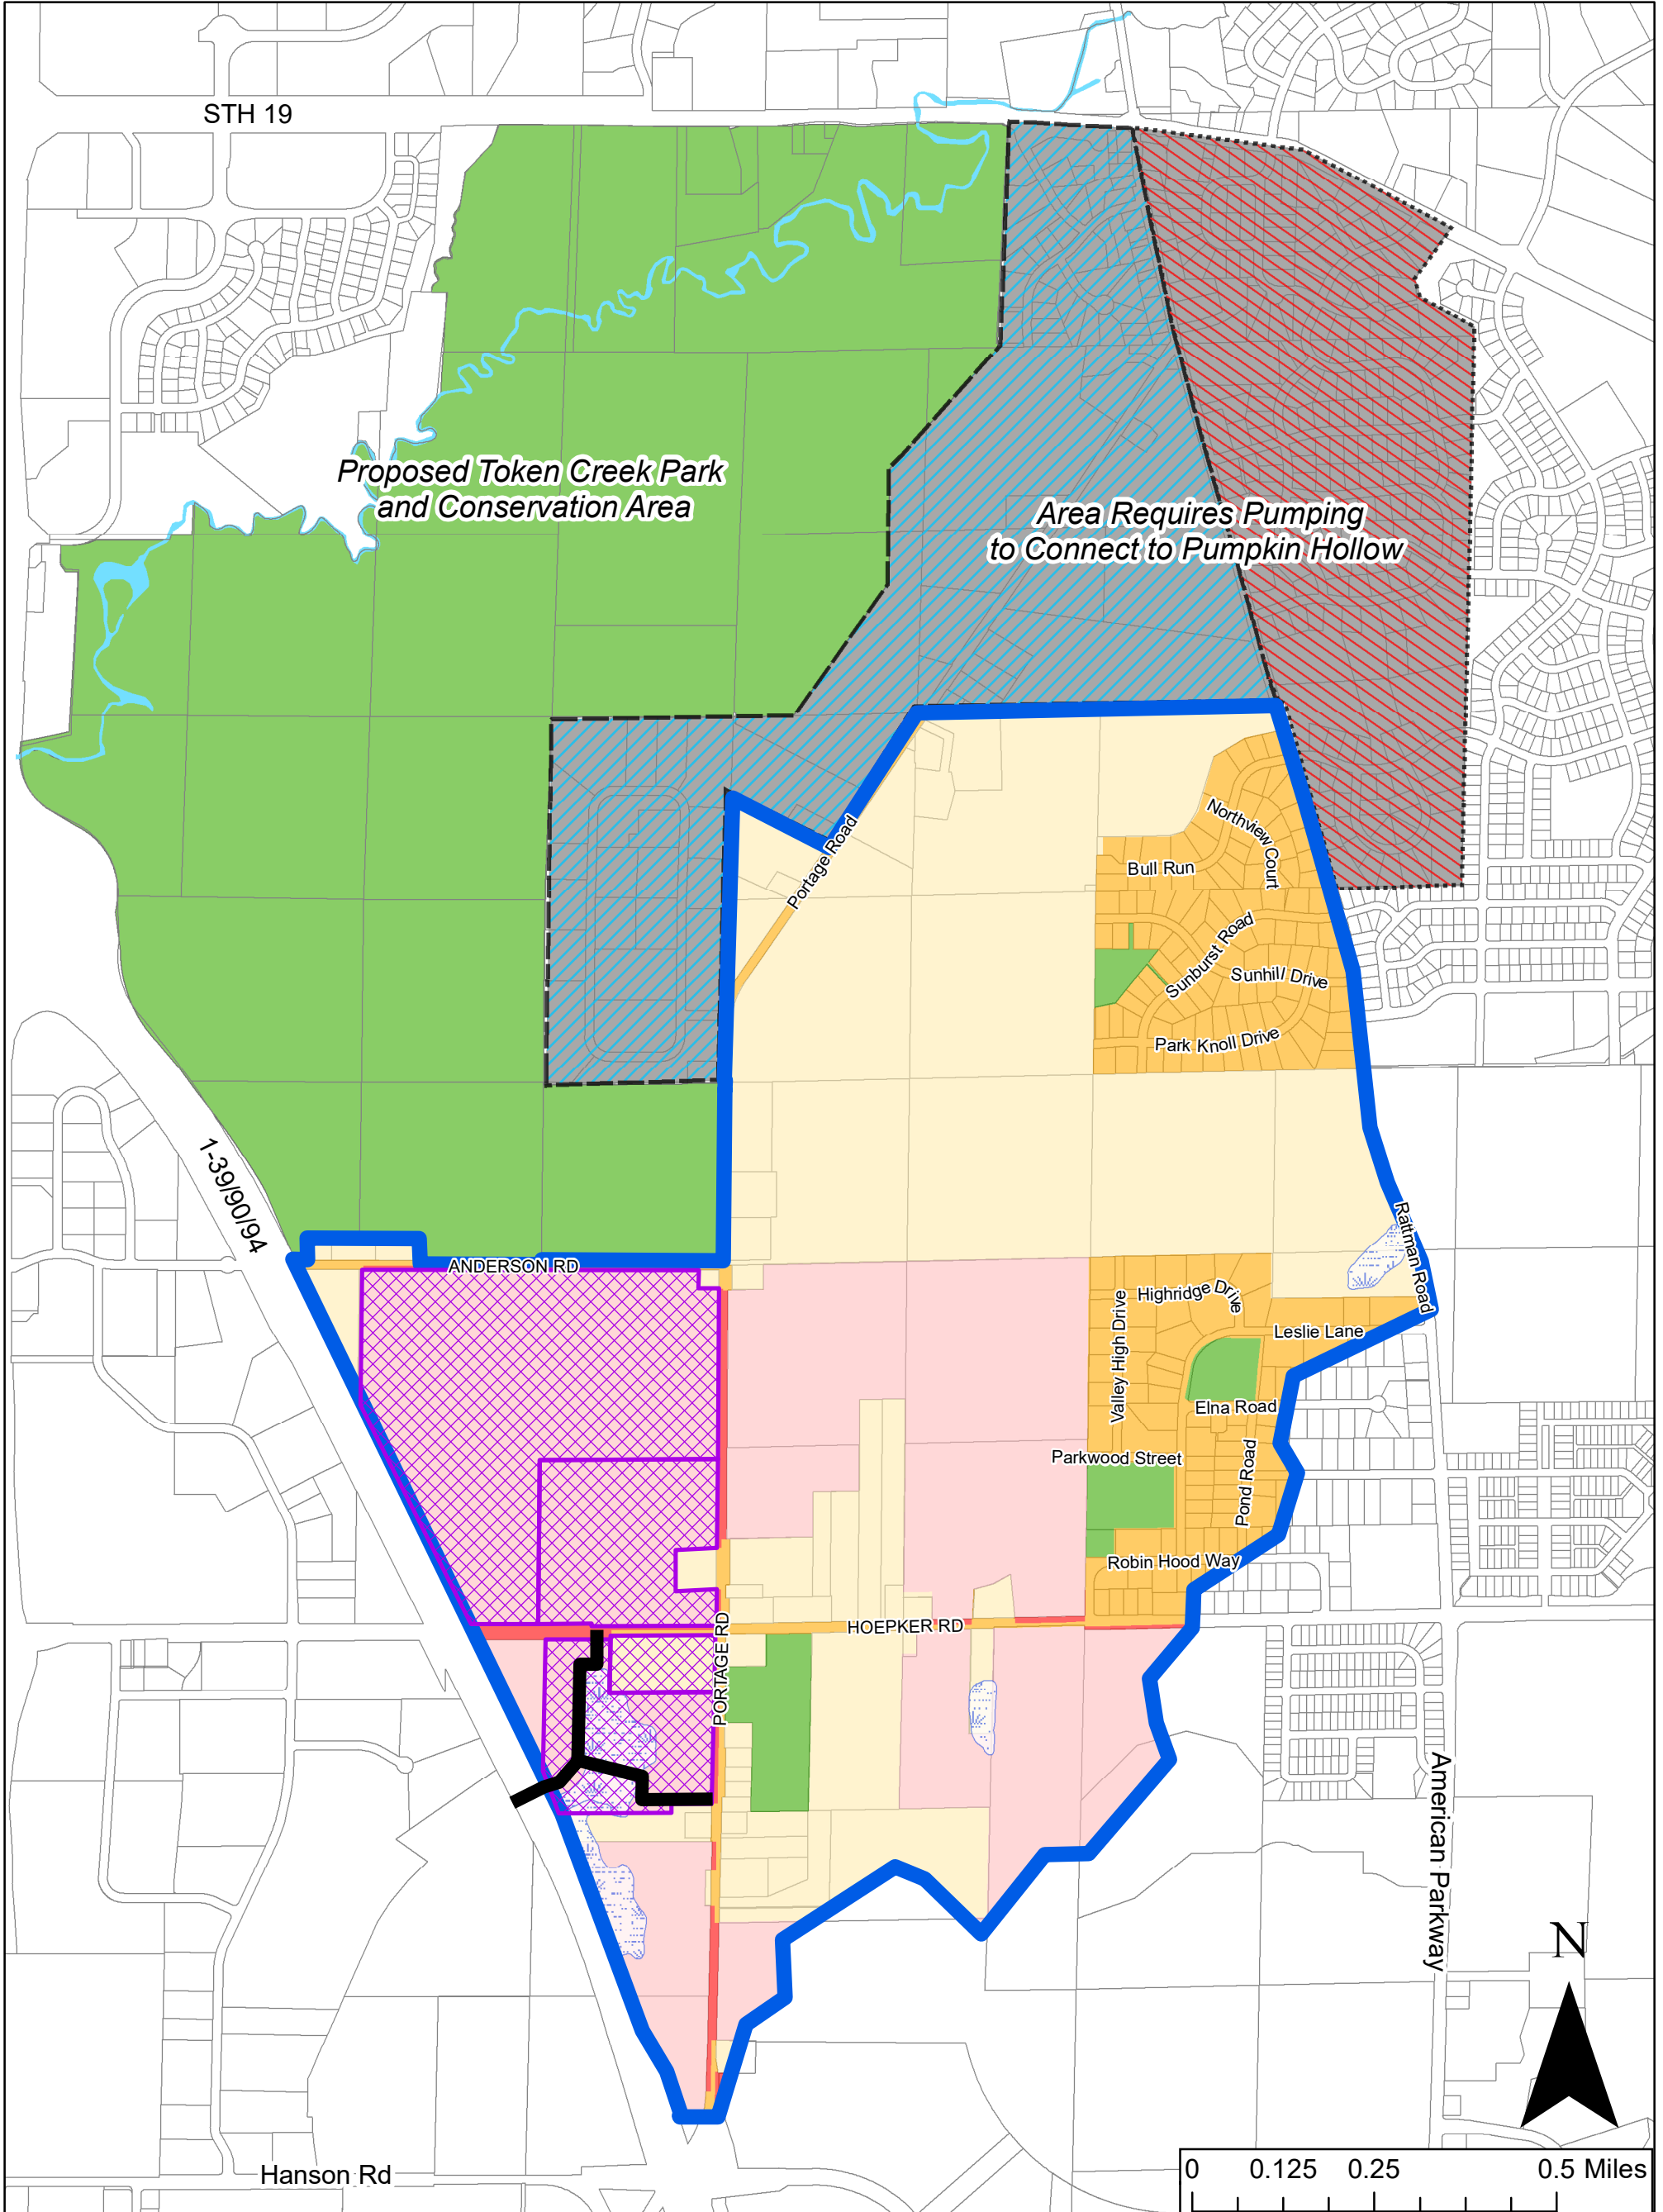 STH 19
Proposed Token Creek Park
and Conservation Area
Area Requires Pumping
to Connect to Pumpkin Hollow
Northview Court
Portage Road
Bull Run
Sunburst Road
Sunhill Drive
Park Knoll Drive
1-39/90/94
Rattman Road
ANDERSON RD
Highridge Drive
Valley High Drive
Leslie Lane
Elna Road
Parkwood Street
Pond Road
Robin Hood Way
HOEPKER RD
PORTAGE RD
American Parkway
N
Hanson Rd
0 0.125 0.25 0.5 Miles